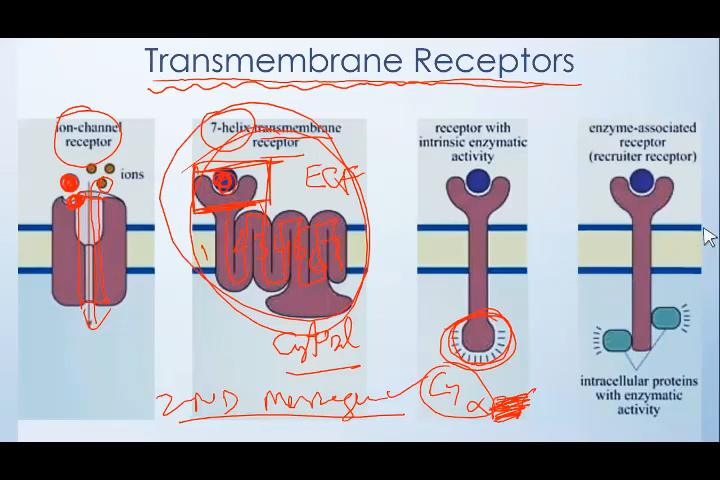 Transmembrane Receptors
ion-channel
receptor
ions
7-helix transmembrane
receptor
receptor with
intrinsic enzymatic
activity
enzyme-associated
receptor
(recruiter receptor)
intracellular proteins
with enzymatic
activity
ECF
2ND Messenger